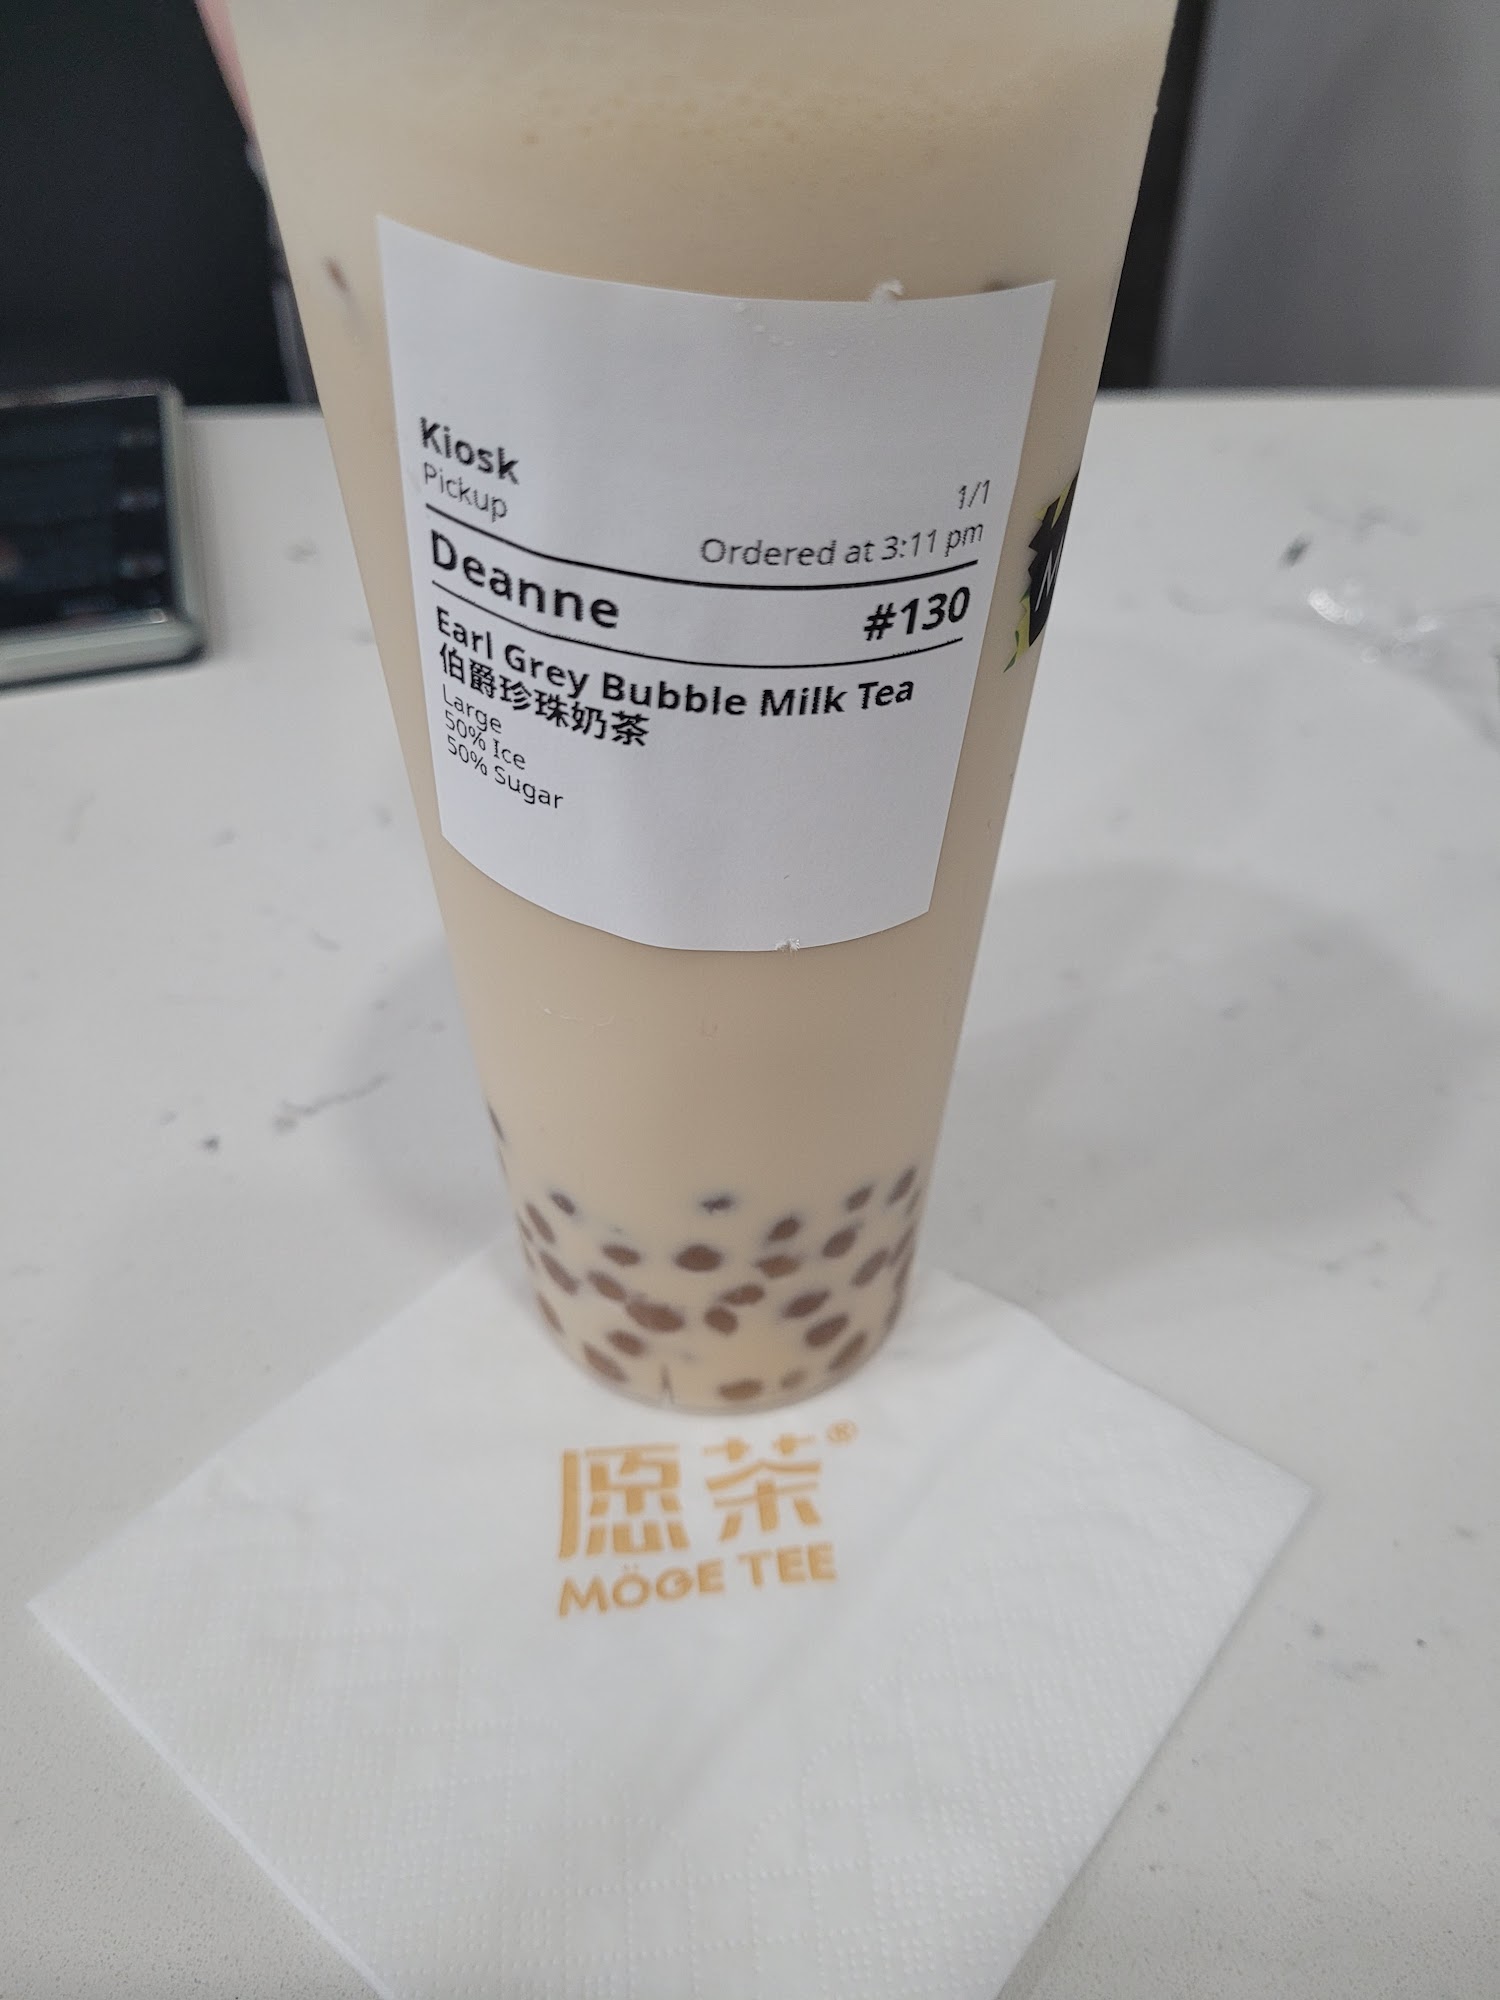 Kiosk
Pickup
1/1
Ordered at 3:11 pm
Deanne
#130
Earl Grey Bubble Milk Tea
伯爵珍珠奶茶
Large
50% Ice
50% Sugar
愿茶®
MÖGE TEE